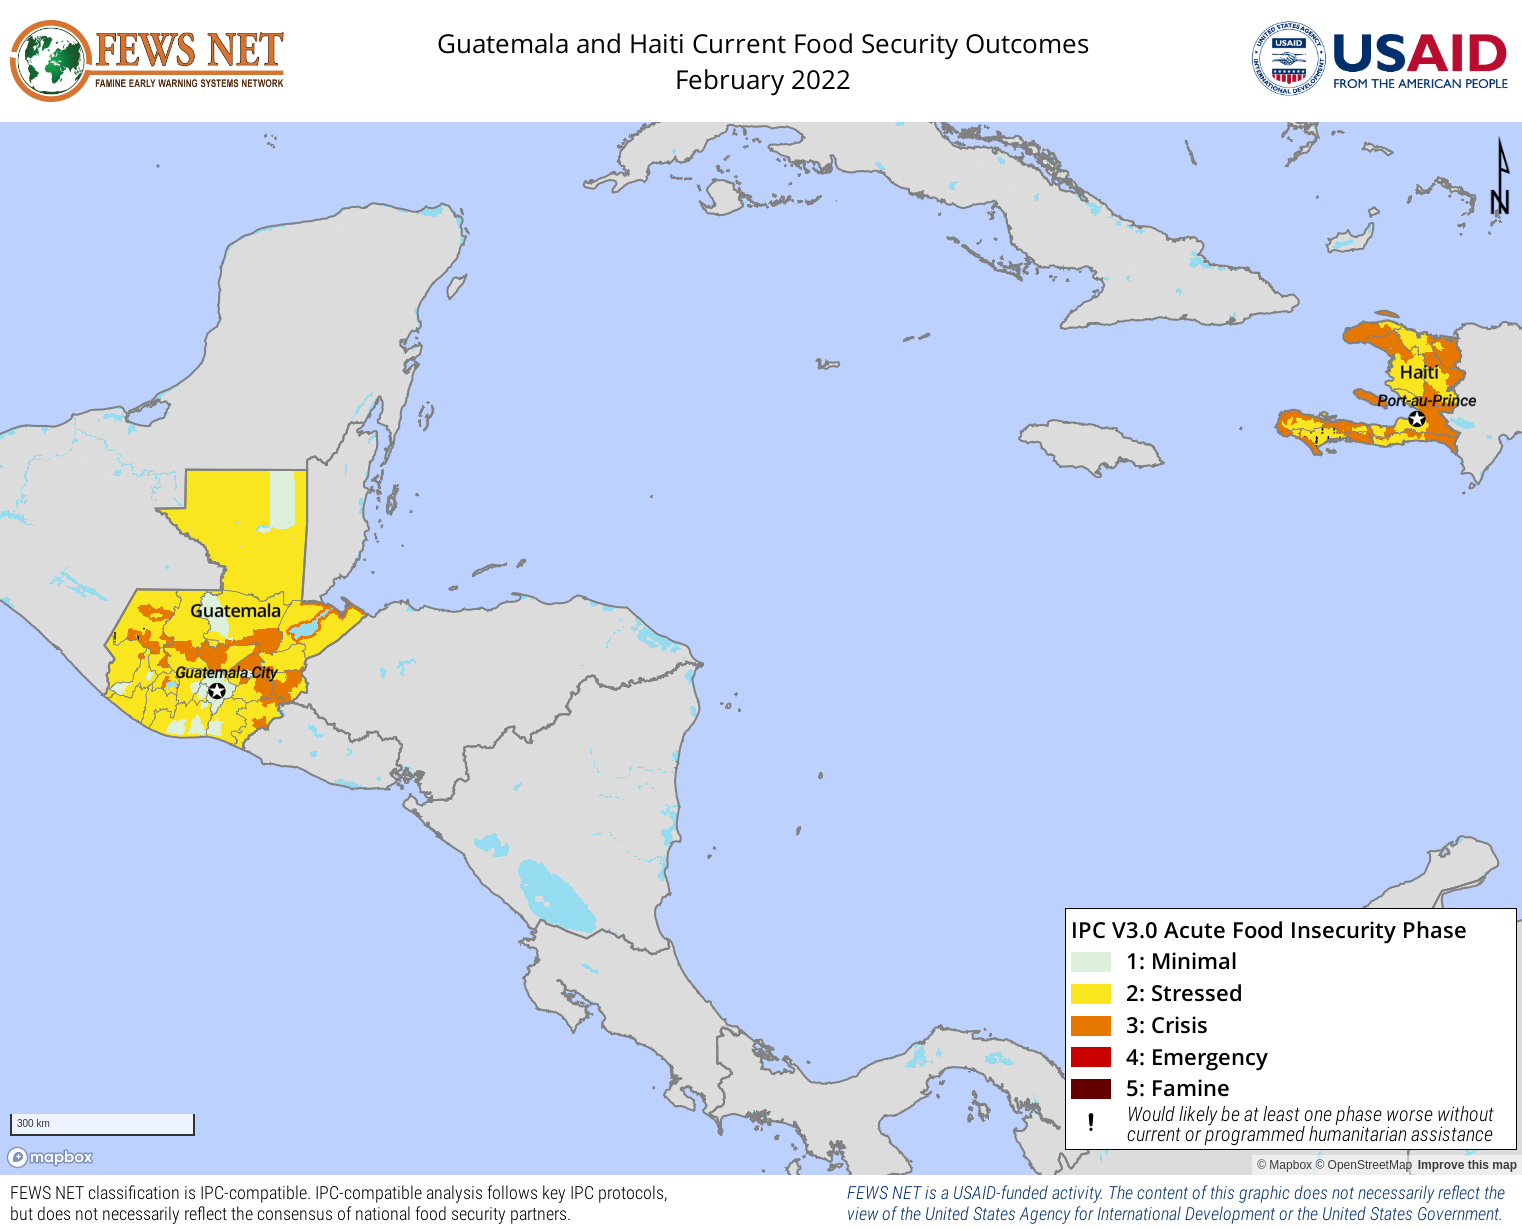 FEWS NET
FAMINE EARLY WARNING SYSTEMS NETWORK
Guatemala and Haiti Current Food Security Outcomes
February 2022
UNITED STATES AGENCY
INTERNATIONAL DEVELOPMENT
USAID
USAID
FROM THE AMERICAN PEOPLE
N
Haiti
Port-au-Prince
Guatemala
Guatemala City
IPC V3.0 Acute Food Insecurity Phase
1: Minimal
2: Stressed
3: Crisis
4: Emergency
5: Famine
! Would likely be at least one phase worse without
current or programmed humanitarian assistance
300 km
mapbox
© Mapbox © OpenStreetMap Improve this map
FEWS NET classification is IPC-compatible. IPC-compatible analysis follows key IPC protocols,
but does not necessarily reflect the consensus of national food security partners.
FEWS NET is a USAID-funded activity. The content of this graphic does not necessarily reflect the
view of the United States Agency for International Development or the United States Government.